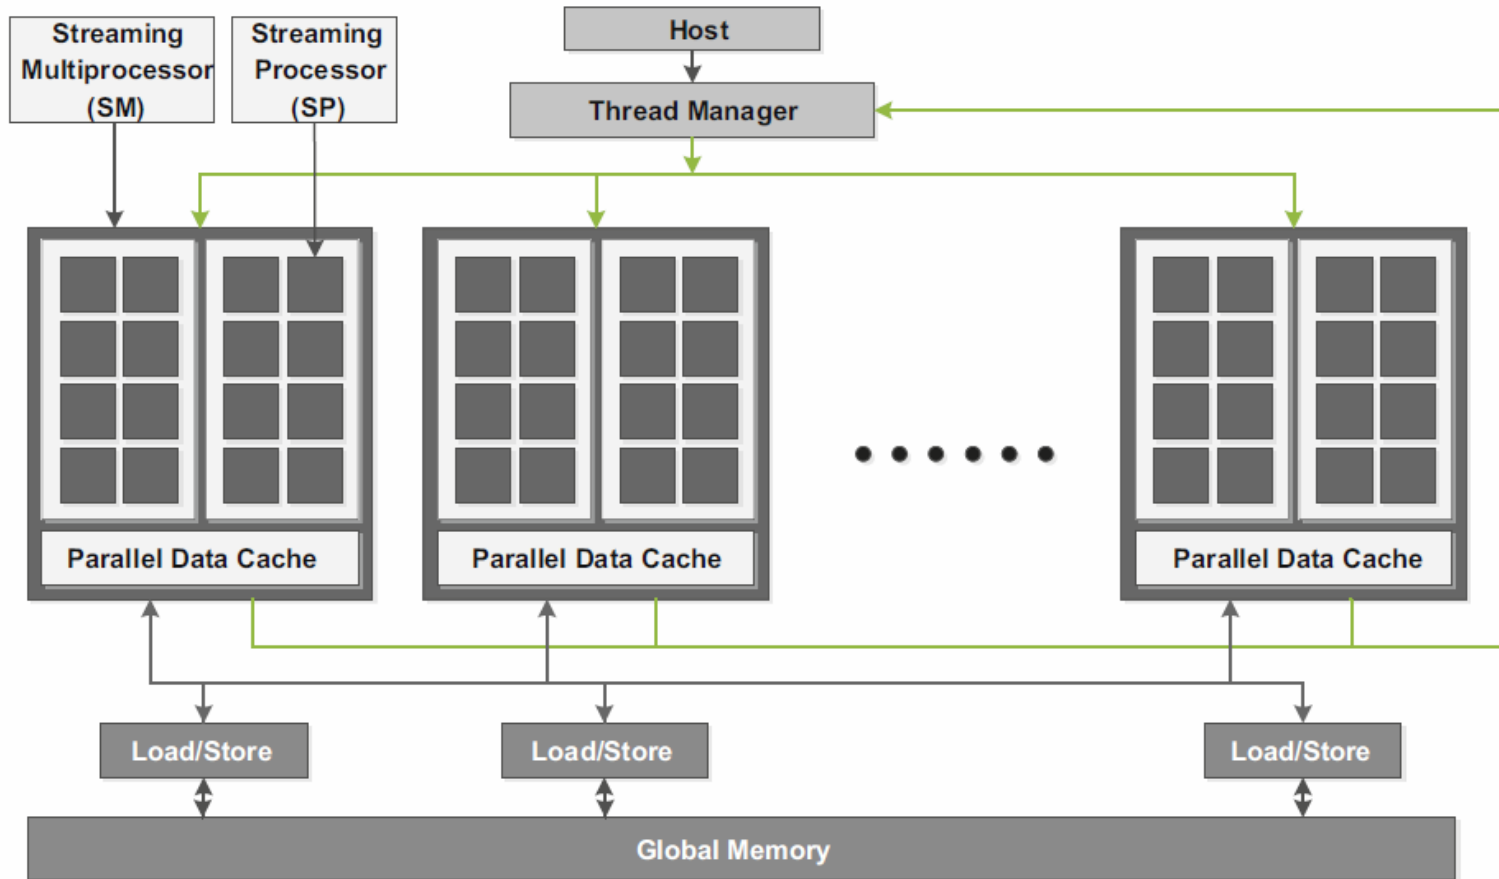 Streaming
Multiprocessor
(SM)
Streaming
Processor
(SP)
Host
Thread Manager
Parallel Data Cache
Parallel Data Cache
Parallel Data Cache
Load/Store
Load/Store
Load/Store
Global Memory